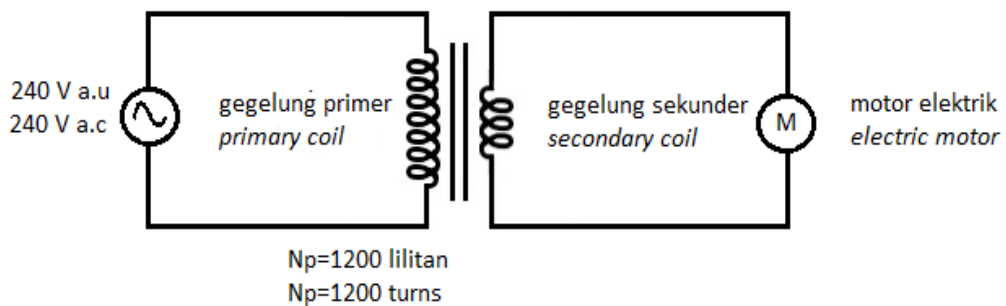 240 V a.u
240 V a.c
gegelung primer
primary coil
gegelung sekunder
secondary coil
M
motor elektrik
electric motor
Np=1200 lilitan
Np=1200 turns